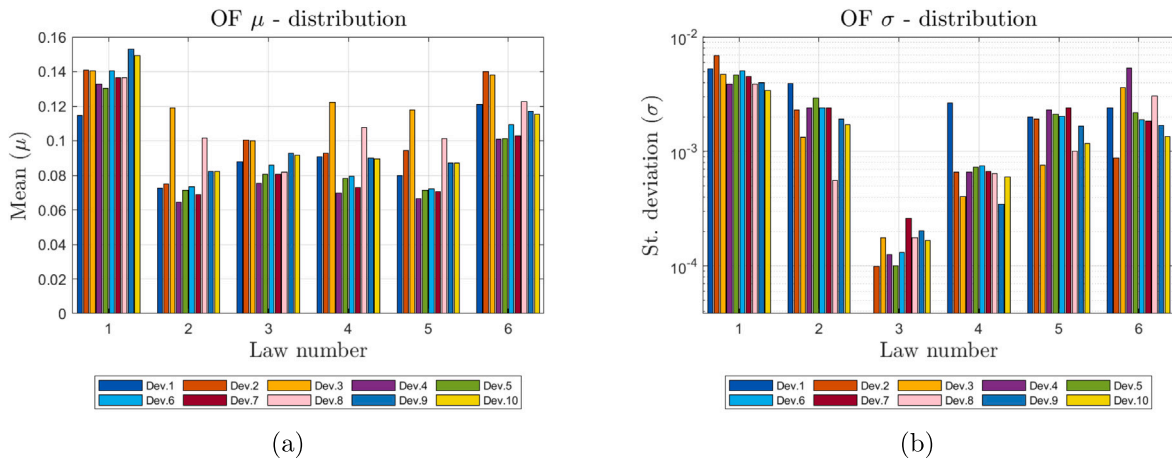 OF μ - distribution
Mean (μ)
0.16
0.14
0.12
0.1
0.08
0.06
0.04
0.02
0
1 2 3 4 5 6
Law number
Dev.1 Dev.2 Dev.3 Dev.4 Dev.5
Dev.6 Dev.7 Dev.8 Dev.9 Dev.10
(a)
OF σ - distribution
St. deviation (σ)
10⁻²
10⁻³
10⁻⁴
1 2 3 4 5 6
Law number
Dev.1 Dev.2 Dev.3 Dev.4 Dev.5
Dev.6 Dev.7 Dev.8 Dev.9 Dev.10
(b)